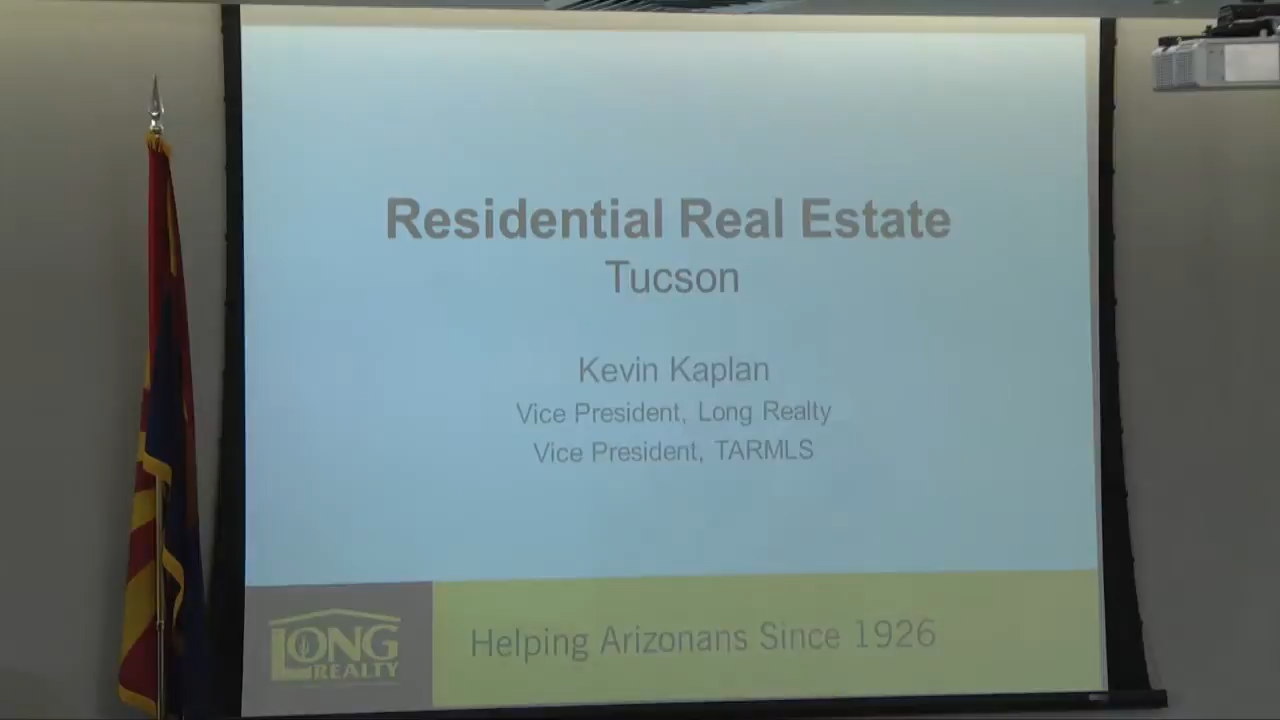 Residential Real Estate
Tucson
Kevin Kaplan
Vice President, Long Realty
Vice President, TARMLS
LONG
REALTY
Helping Arizonans Since 1926